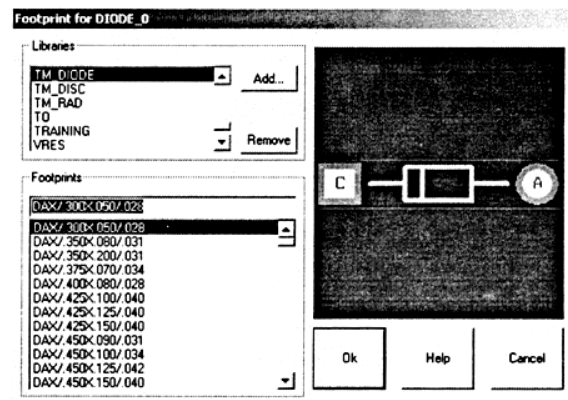 Footprint for DIODE_0
Libraries
TM_DIODE
TM_DISC
TM_RAD
TO
TRAINING
VRES
Add...
Remove
Footprints
DAX/.300X.050/.028
DAX/.300X.050/.028
DAX/.350X.080/.031
DAX/.350X.200/.031
DAX/.375X.070/.034
DAX/.400X.080/.028
DAX/.425X.100/.040
DAX/.425X.125/.040
DAX/.425X.150/.040
DAX/.450X.090/.031
DAX/.450X.100/.034
DAX/.450X.125/.042
DAX/.450X.150/.040
C
A
Ok
Help
Cancel